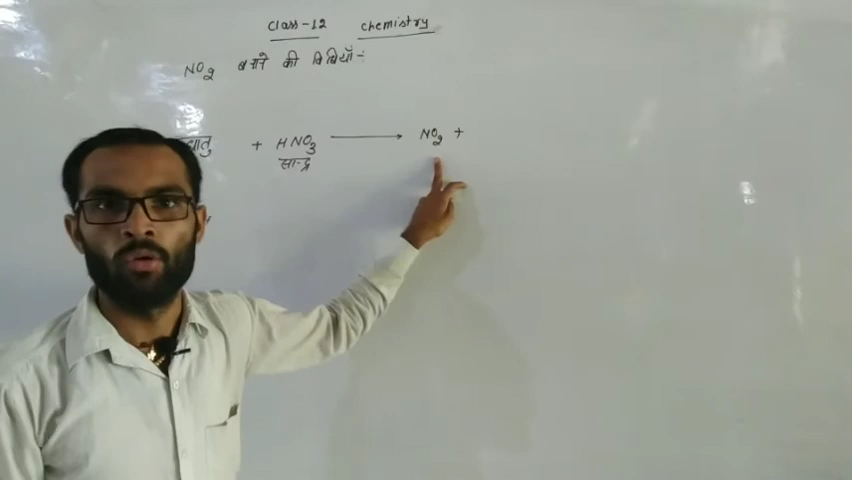 Class-12 Chemistry
NO2 बनाने की विधियाँ -:
+ HNO3 → NO2 +
सान्द्र